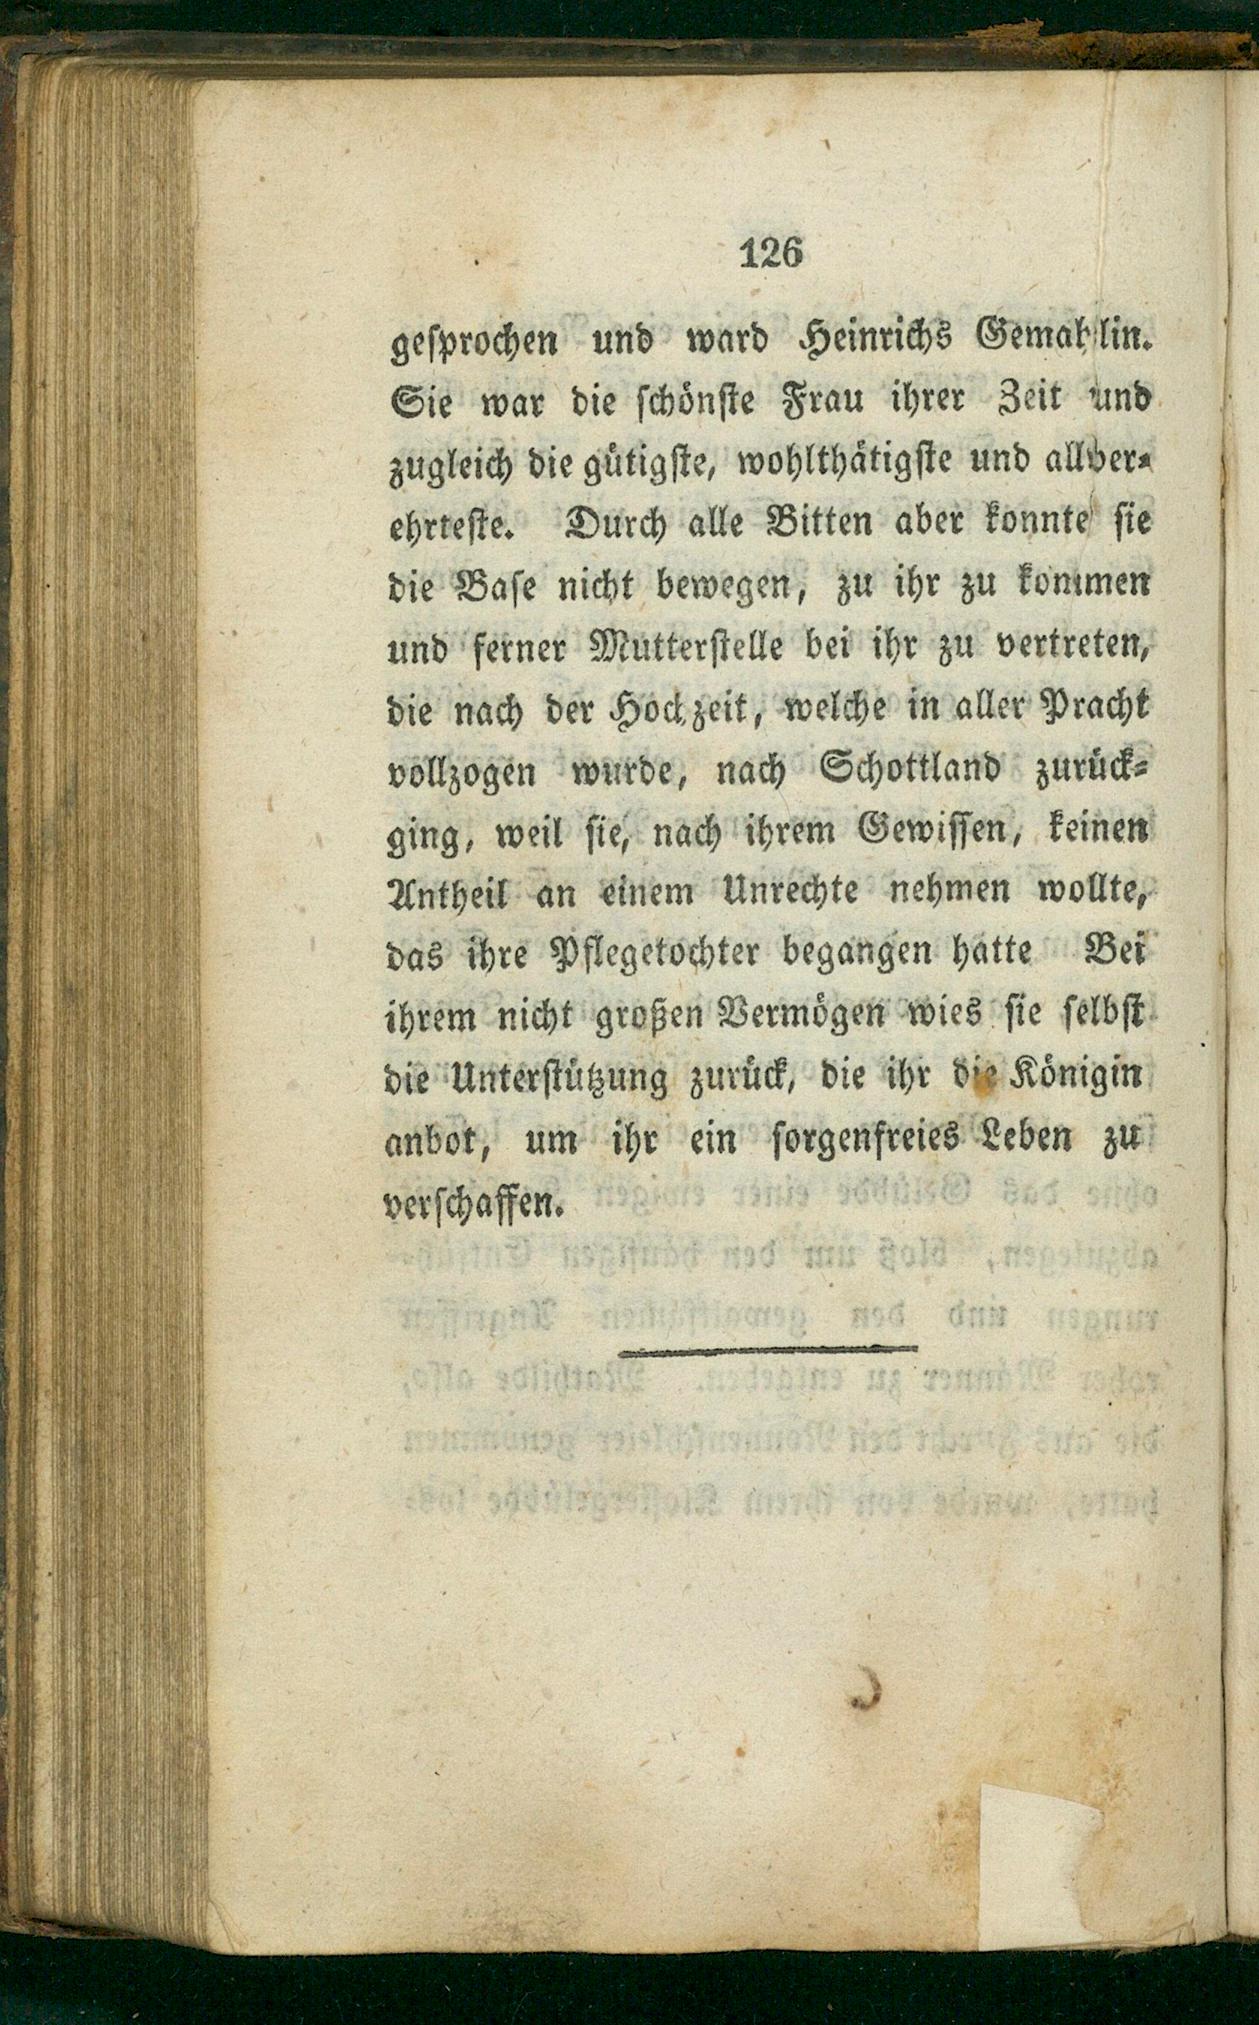 126
gesprochen und ward Heinrichs Gemahlin.
Sie war die schönste Frau ihrer Zeit und
zugleich die gütigste, wohlthätigste und allver-
ehrteste. Durch alle Bitten aber konnte sie
die Base nicht bewegen, zu ihr zu kommen
und ferner Mutterstelle bei ihr zu vertreten,
die nach der Hochzeit, welche in aller Pracht
vollzogen wurde, nach Schottland zurück-
ging, weil sie, nach ihrem Gewissen, keinen
Antheil an einem Unrechte nehmen wollte,
das ihre Pflegetochter begangen hatte Bei
ihrem nicht großen Vermögen wies sie selbst
die Unterstützung zurück, die ihr die Königin
anbot, um ihr ein sorgenfreies Leben zu
verschaffen.